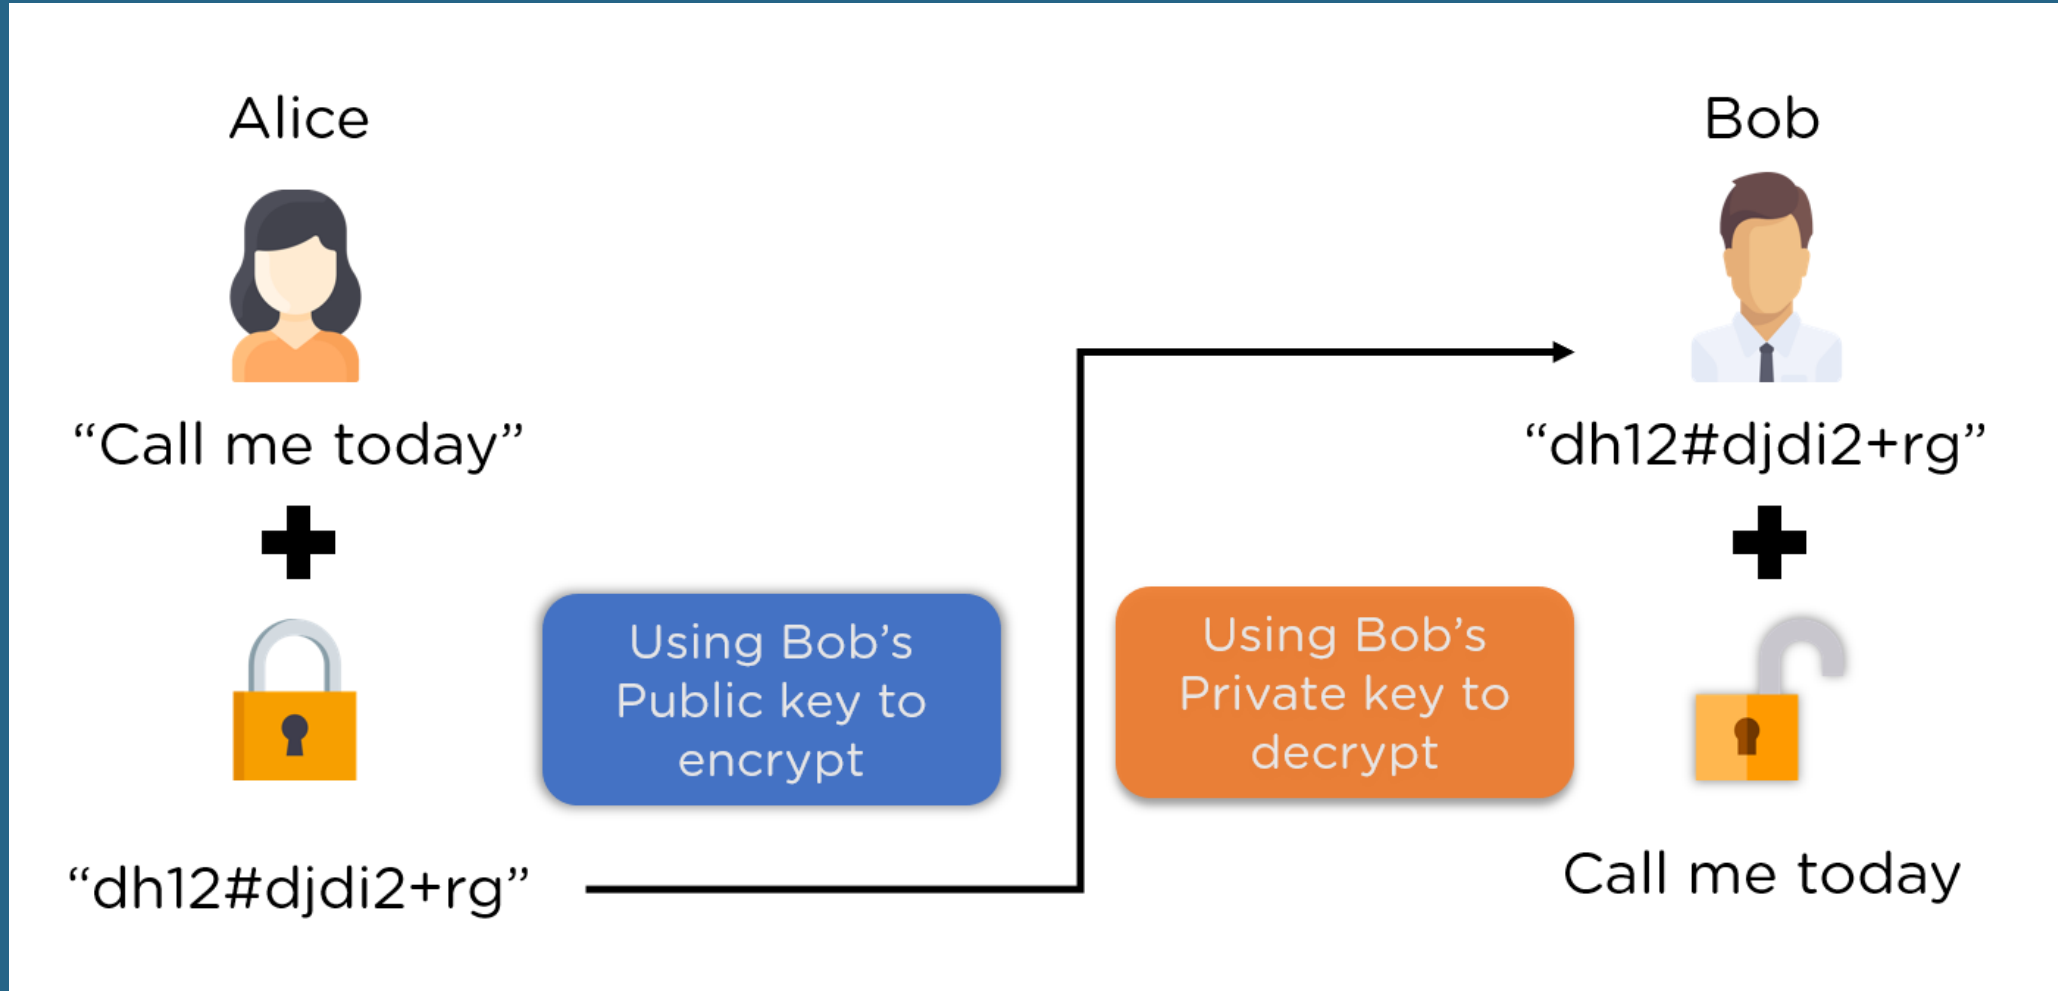 Alice
“Call me today”
“dh12#djdi2+rg”
Using Bob’s
Public key to
encrypt
Using Bob’s
Private key to
decrypt
Bob
“dh12#djdi2+rg”
Call me today